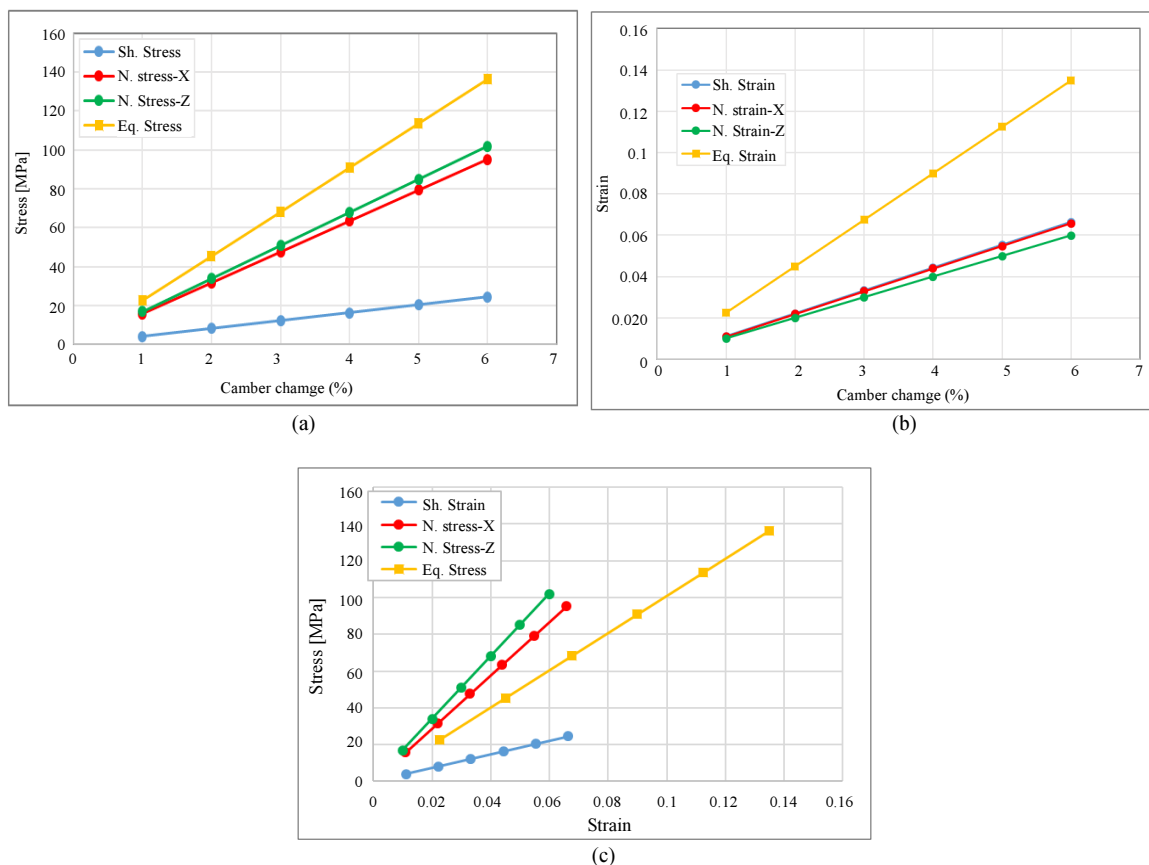 160
140
120
100
80
60
40
20
0
Stress [MPa]
Sh. Stress
N. stress-X
N. Stress-Z
Eq. Stress
0 1 2 3 4 5 6 7
Camber chamge (%)
(a)
0.16
0.14
0.12
0.1
0.08
0.06
0.04
0.020
0
Strain
Sh. Strain
N. strain-X
N. Strain-Z
Eq. Strain
0 1 2 3 4 5 6 7
Camber chamge (%)
(b)
160
140
120
100
80
60
40
20
0
Stress [MPa]
Sh. Strain
N. stress-X
N. Stress-Z
Eq. Stress
0 0.02 0.04 0.06 0.08 0.1 0.12 0.14 0.16
Strain
(c)